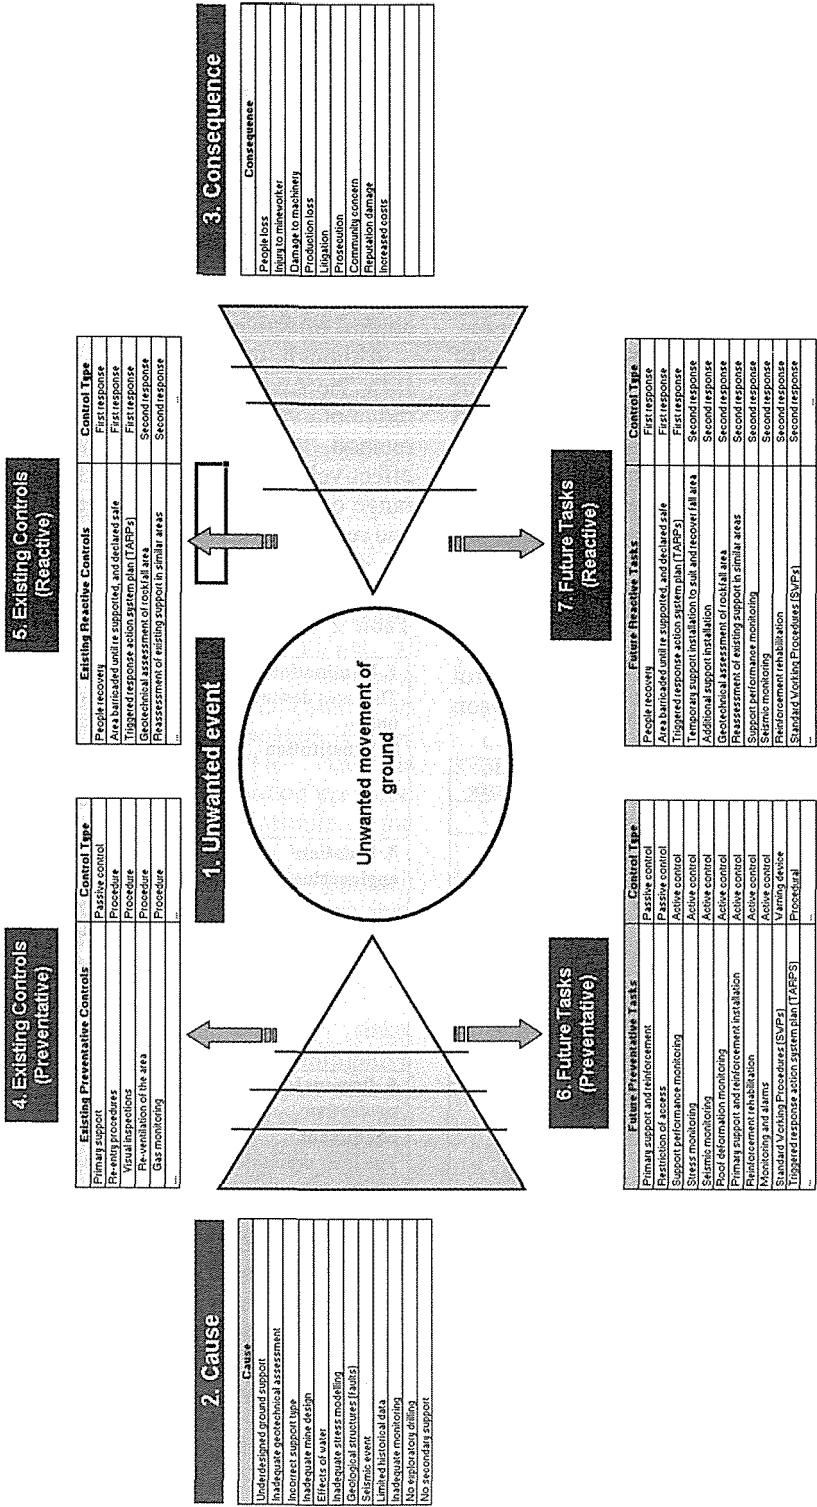 4. Existing Controls
(Preventative)
Existing Preventative Controls Control Type
Primary support Passive control
Re-entry procedures Procedure
Visual inspections Procedure
Re-ventilation of the area Procedure
Gas monitoring Procedure
... ...
5. Existing Controls
(Reactive)
Existing Reactive Controls Control Type
People recovery First response
Area barricaded until re supported, and declared safe First response
Triggered response action system plan (TARPs) First response
Geotechnical assessment of rockfall area Second response
Reassessment of existing support in similar areas Second response
... ...
2. Cause
Cause
Underdesigned ground support
Inadequate geotechnical assessment
Incorrect support type
Inadequate mine design
Effects of water
Inadequate stress modelling
Geological structures (faults)
Seismic event
Limited historical data
Inadequate monitoring
No exploratory drilling
No secondary support
1. Unwanted event
Unwanted movement of
ground
3. Consequence
Consequence
People loss
Injury to mineworker
Damage to machinery
Production loss
Litigation
Prosecution
Community concern
Reputation damage
Increased costs
6. Future Tasks
(Preventative)
Future Preventative Tasks Control Type
Primary support and reinforcement Passive control
Restriction of access Passive control
Support performance monitoring Active control
Stress monitoring Active control
Seismic monitoring Active control
Roof deformation monitoring Active control
Primary support and reinforcement installation Active control
Reinforcement rehabilitation Active control
Monitoring and alarms Active control
Standard Working Procedures (SWPs) Warning device
Triggered response action system plan (TARPS) Procedural
... ...
7. Future Tasks
(Reactive)
Future Reactive Tasks Control Type
People recovery First response
Area barricaded until re supported, and declared safe First response
Triggered response action system plan (TARPs) First response
Temporary support installation to suit and recover fall area Second response
Additional support installation Second response
Geotechnical assessment of rockfall area Second response
Reassessment of existing support in similar areas Second response
Support performance monitoring Second response
Seismic monitoring Second response
Reinforcement rehabilitation Second response
Standard Working Procedures (SWPs) Second response
... ...